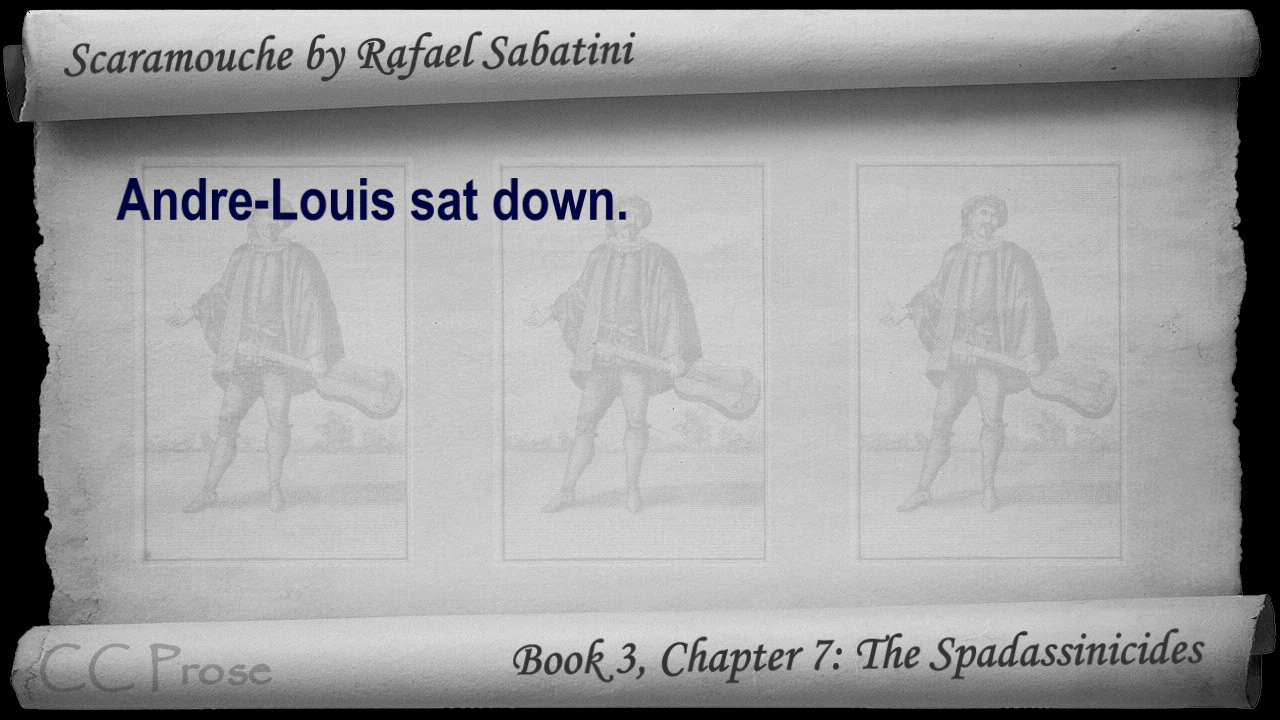 Scaramouche by Rafael Sabatini
Andre-Louis sat down.
CC Prose
Book 3, Chapter 7: The Spadassinicides